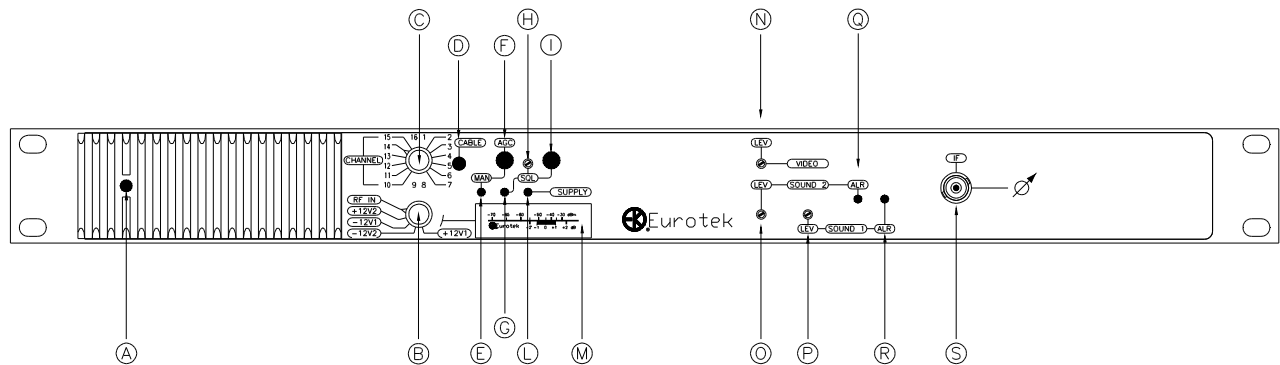 C H N Q
D F I
15 16 1 2
14 3
CHANNEL 13 4
12 5
11 6
10 9 8 7
CABLE AGC
MAN SQL
SUPPLY
RF IN
+12V2
-12V1
-12V2 +12V1
Eurotek
Eurotek
LEV
VIDEO
LEV SOUND 2 ALR
LEV SOUND 1 ALR
IF
G
A B E L M O P R S